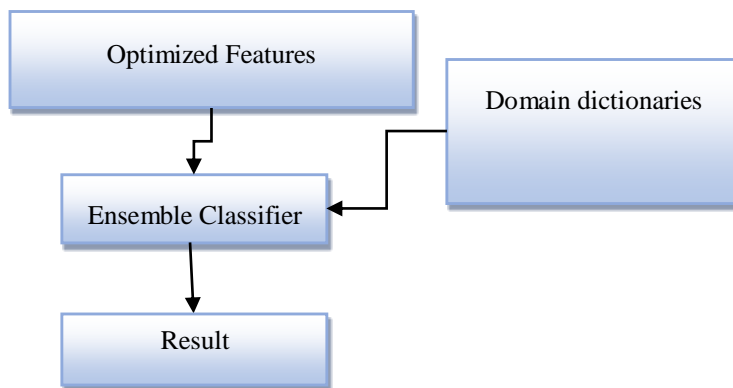 Optimized Features
Domain dictionaries
Ensemble Classifier
Result